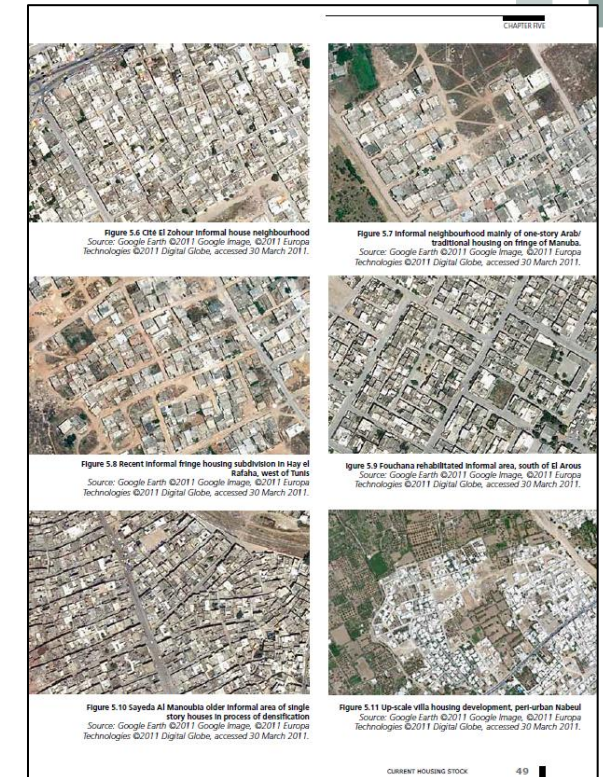 CHAPTER FIVE
Figure 5.6 Cité El Zohour Informal house neighbourhood
Source: Google Earth ©2011 Google Image, ©2011 Europa
Technologies ©2011 Digital Globe, accessed 30 March 2011.
Figure 5.7 Informal neighbourhood mainly of one-story Arab/
traditional housing on fringe of Manuba.
Source: Google Earth ©2011 Google Image, ©2011 Europa
Technologies ©2011 Digital Globe, accessed 30 March 2011.
Figure 5.8 Recent Informal fringe housing subdivision in Hay el
Rafaha, west of Tunis
Source: Google Earth ©2011 Google Image, ©2011 Europa
Technologies ©2011 Digital Globe, accessed 30 March 2011.
igure 5.9 Fouchana rehabilitated informal area, south of El Arous
Source: Google Earth ©2011 Google Image, ©2011 Europa
Technologies ©2011 Digital Globe, accessed 30 March 2011.
Figure 5.10 Sayeda Al Manoubia older informal area of single
story houses in process of densification
Source: Google Earth ©2011 Google Image, ©2011 Europa
Technologies ©2011 Digital Globe, accessed 30 March 2011.
Figure 5.11 Up-scale villa housing development, peri-urban Nabeul
Source: Google Earth ©2011 Google Image, ©2011 Europa
Technologies ©2011 Digital Globe, accessed 30 March 2011.
CURRENT HOUSING STOCK 49